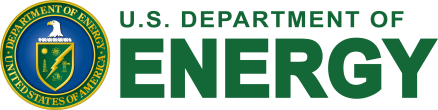 DEPARTMENT OF ENERGY
UNITED STATES OF AMERICA
U.S. DEPARTMENT OF
ENERGY